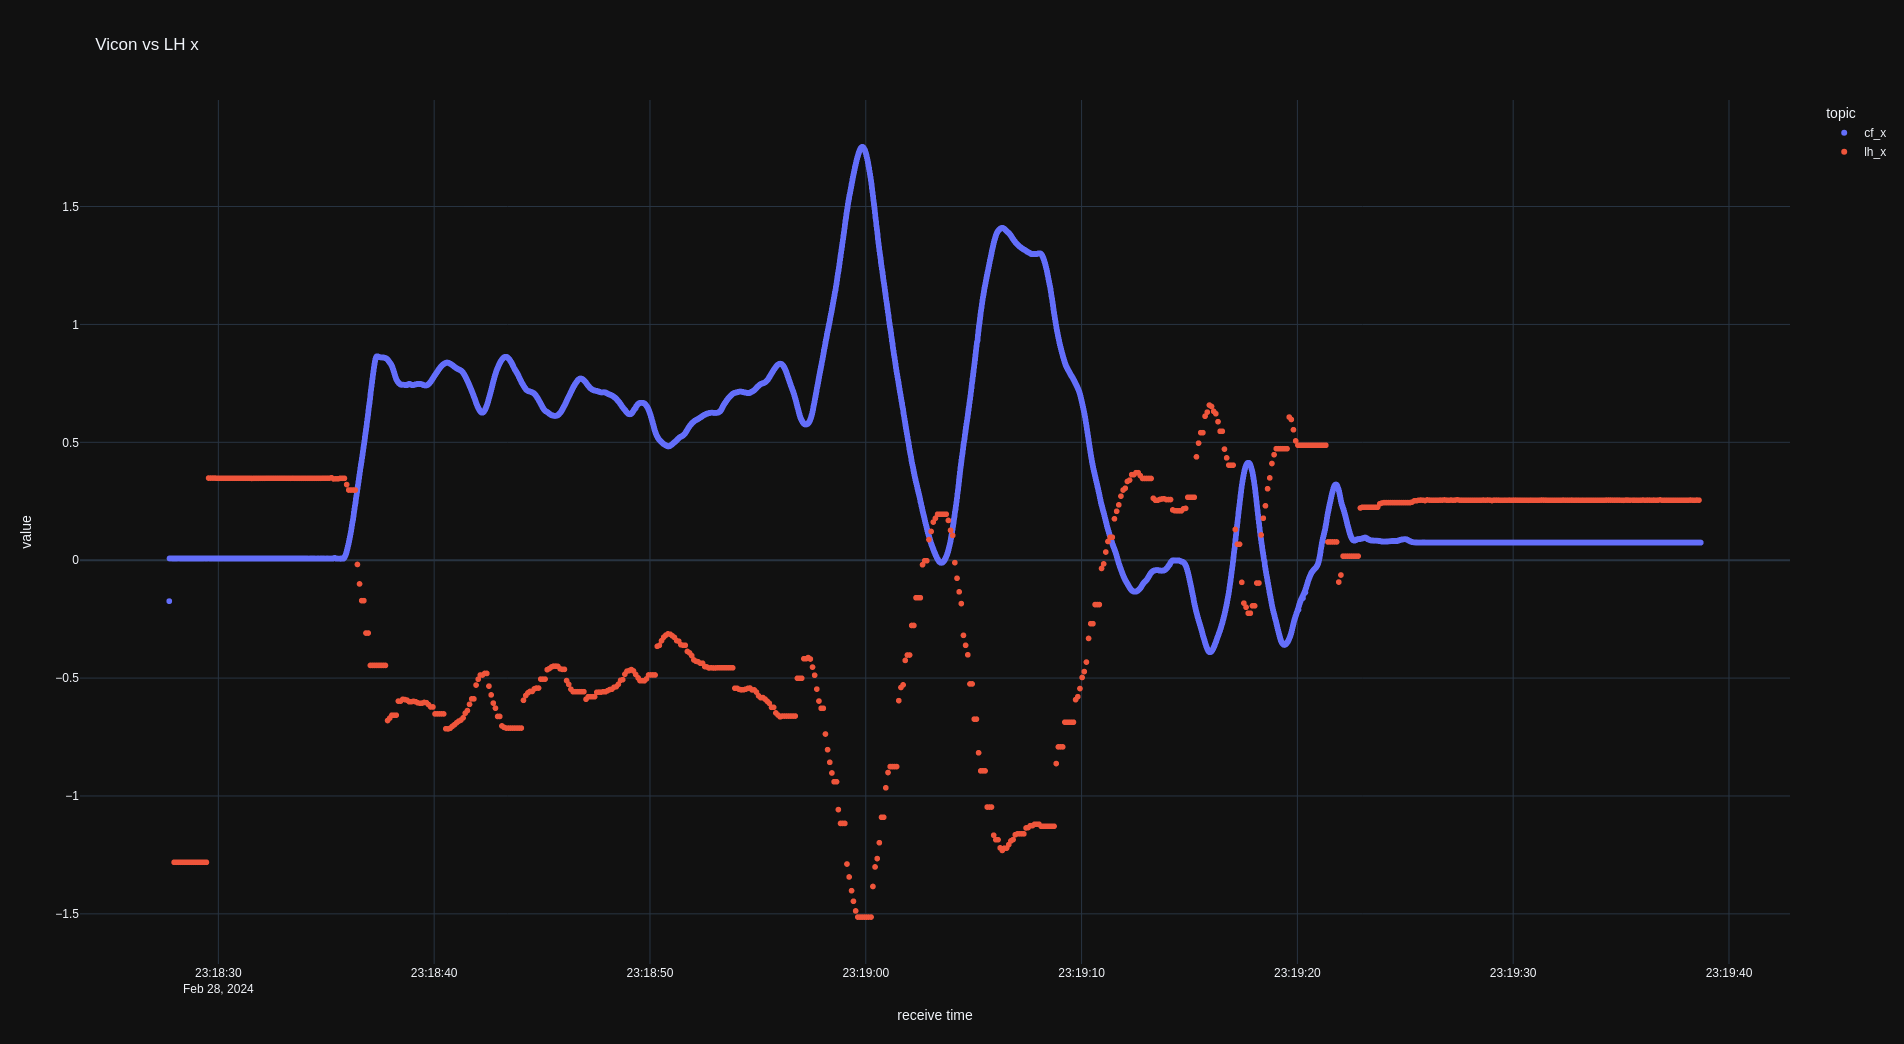 Vicon vs LH x
topic
cf_x
lh_x
value
1.5
1
0.5
0
−0.5
−1
−1.5
23:18:30
Feb 28, 2024
23:18:40
23:18:50
23:19:00
23:19:10
23:19:20
23:19:30
23:19:40
receive time